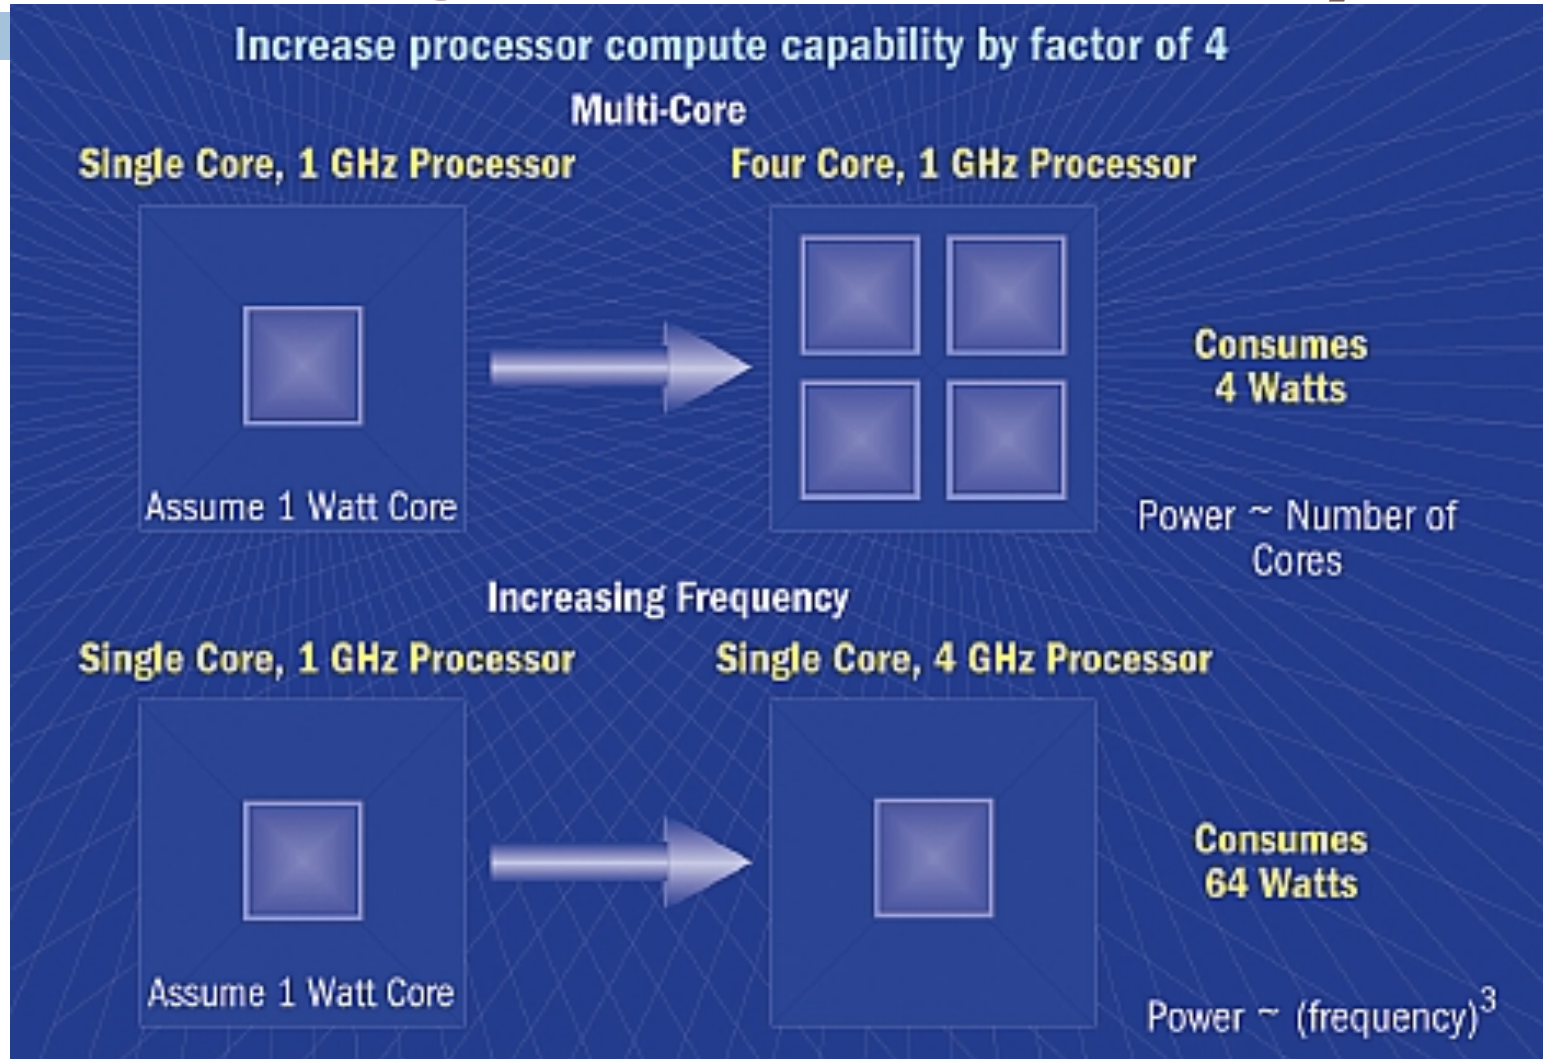 Increase processor compute capability by factor of 4
Multi-Core
Single Core, 1 GHz Processor
Four Core, 1 GHz Processor
Consumes
4 Watts
Assume 1 Watt Core
Power ~ Number of
Cores
Increasing Frequency
Single Core, 1 GHz Processor
Single Core, 4 GHz Processor
Consumes
64 Watts
Assume 1 Watt Core
Power ~ (frequency)³